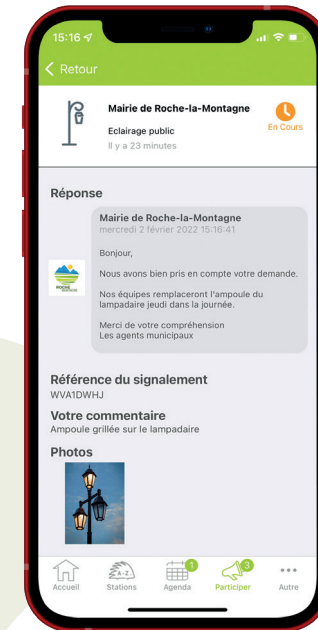 15:16
Retour
Mairie de Roche-la-Montagne
Eclairage public
Il y a 23 minutes
En Cours
Réponse
Mairie de Roche-la-Montagne
mercredi 2 février 2022 15:16:41
Bonjour,
Nous avons bien pris en compte votre demande.
Nos équipes remplaceront l'ampoule du
lampadaire jeudi dans la journée.
Merci de votre compréhension
Les agents municipaux
ROCHE
MONTAGNE
Référence du signalement
WVA1DWHJ
Votre commentaire
Ampoule grillée sur le lampadaire
Photos
A-Z
1
3
Accueil
Stations
Agenda
Participer
Autre